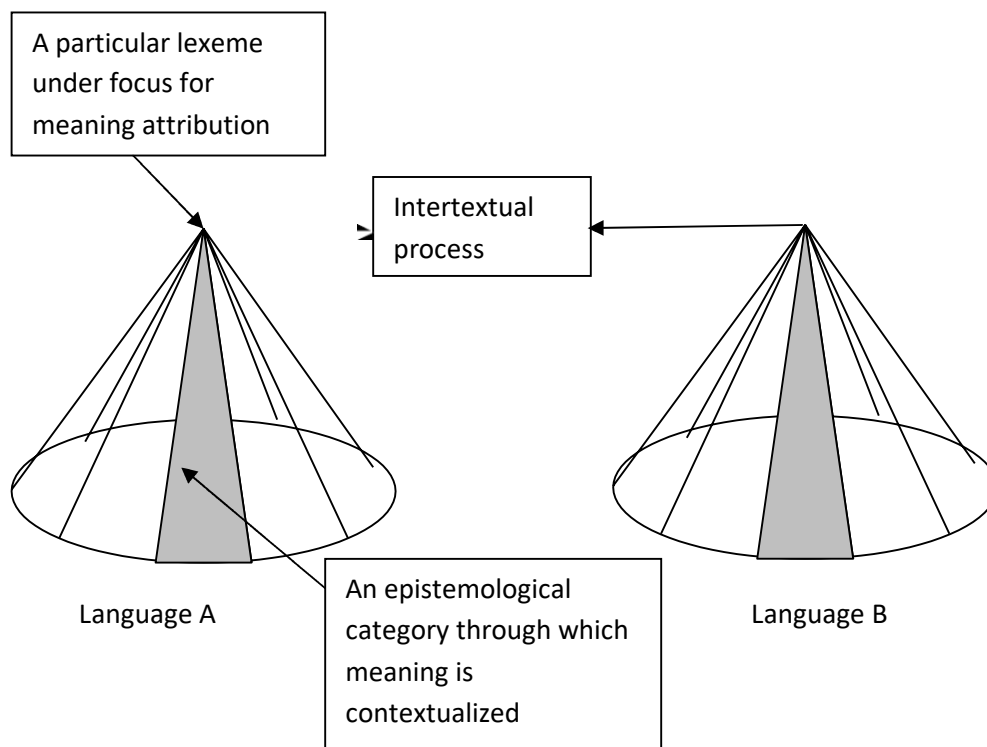 A particular lexeme
under focus for
meaning attribution
Intertextual
process
Language A
An epistemological
category through which
meaning is
contextualized
Language B